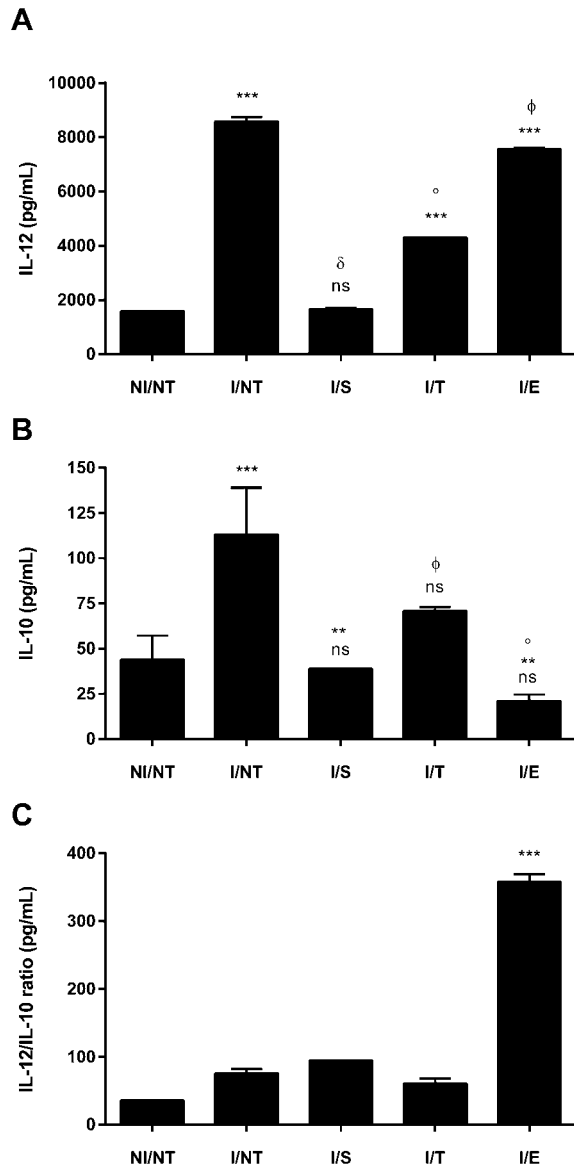 A
IL-12 (pg/mL)
10000
8000
6000
4000
2000
0
***
δ
ns
°
***
ϕ
***
NI/NT I/NT I/S I/T I/E
B
IL-10 (pg/mL)
150
125
100
75
50
25
0
***
**
ns
ϕ
ns
°
**
ns
NI/NT I/NT I/S I/T I/E
C
IL-12/IL-10 ratio (pg/mL)
400
300
200
100
0
***
NI/NT I/NT I/S I/T I/E